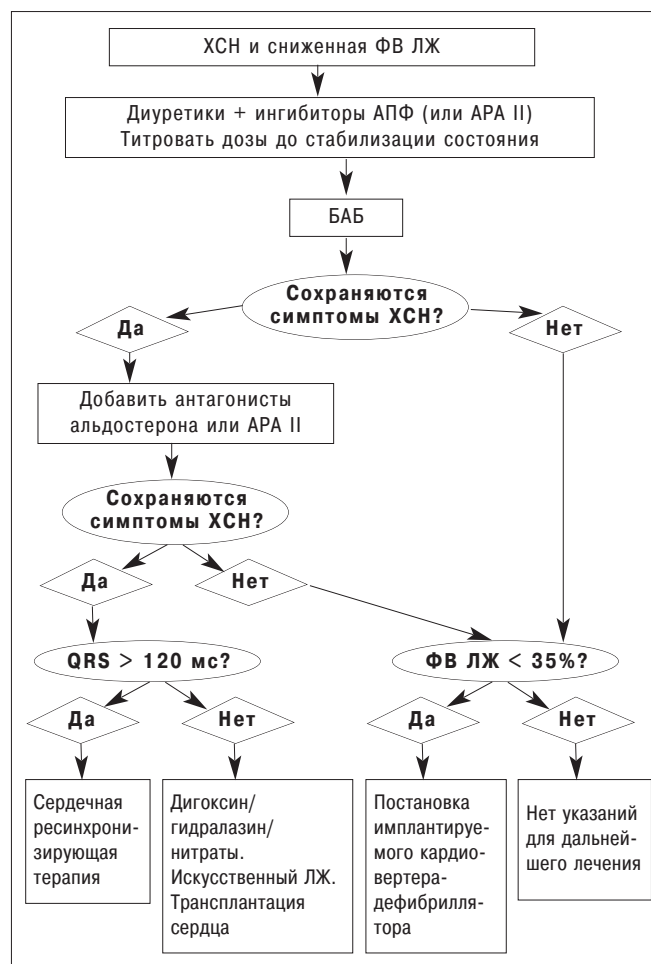 ХСН и сниженная ФВ ЛЖ
Диуретики + ингибиторы АПФ (или АРА II)
Титровать дозы до стабилизации состояния
БАБ
Сохраняются
симптомы ХСН?
Да
Нет
Добавить антагонисты
альдостерона или АРА II
Сохраняются
симптомы ХСН?
Да
Нет
QRS > 120 мс?
ФВ ЛЖ < 35%?
Да
Нет
Да
Нет
Сердечная
ресинхрони-
зирующая
терапия
Дигоксин/
гидралазин/
нитраты.
Искусственный ЛЖ.
Трансплантация
сердца
Постановка
имплантируе-
мого кардио-
вертера-
дефибрилля-
тора
Нет указаний
для дальней-
шего лечения